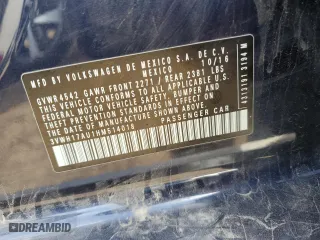 MFD BY VOLKSWAGEN DE MEXICO S.A. DE C.V.
MEXICO 10/16
GVWR 4542 GAWR FRONT 2271 / REAR 2381 LBS
THIS VEHICLE CONFORMS TO ALL APPLICABLE
FEDERAL MOTOR VEHICLE SAFETY, BUMPER AND
THEFT PREVENTION STANDARDS IN EFFECT ON
THE DATE OF MANUFACTURE SHOWN ABOVE.
PASSENGER CAR
DREAMBID